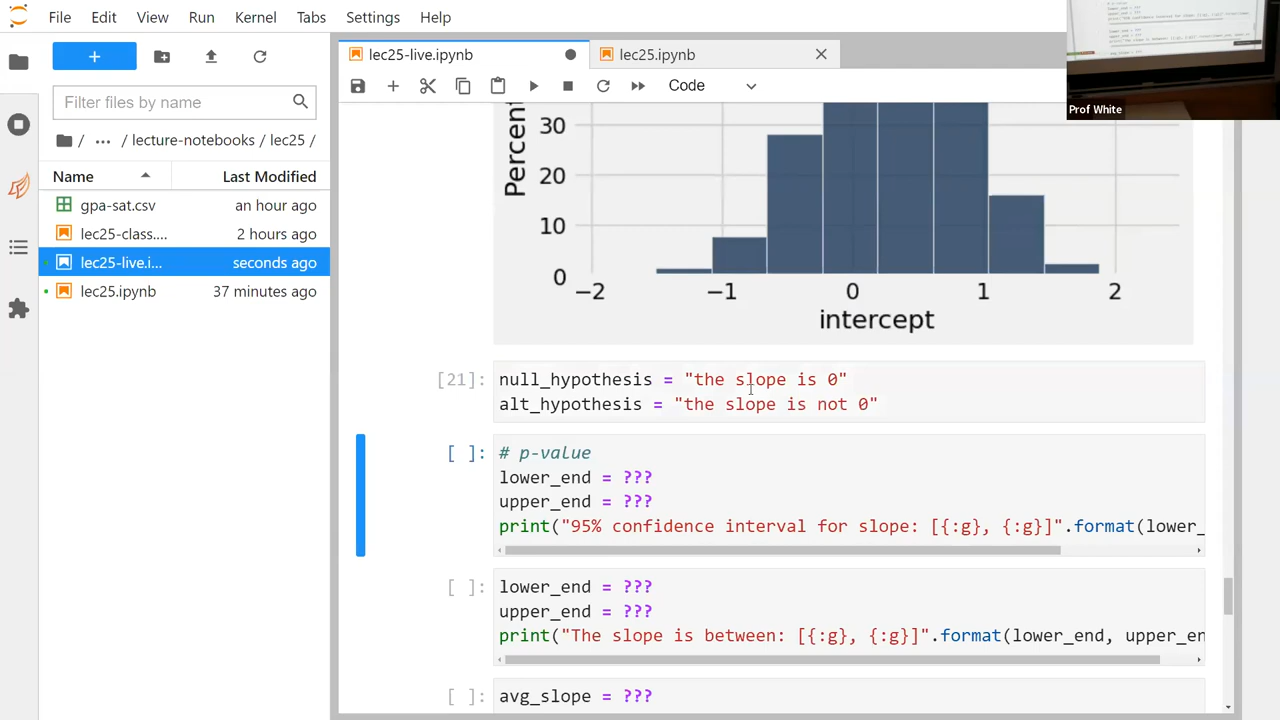 File Edit View Run Kernel Tabs Settings Help
lec25-live.ipynb
lec25.ipynb
Filter files by name
Code
/ ... / lecture-notebooks / lec25 /
Name Last Modified
gpa-sat.csv an hour ago
lec25-class.... 2 hours ago
lec25-live.i... seconds ago
lec25.ipynb 37 minutes ago
Prof White
Percen
30
20
10
0
−2 −1 0 1 2
intercept
[21]: null_hypothesis = "the slope is 0"
alt_hypothesis = "the slope is not 0"
[ ]: # p-value
lower_end = ???
upper_end = ???
print("95% confidence interval for slope: [{:g}, {:g}]".format(lower_
[ ]: lower_end = ???
upper_end = ???
print("The slope is between: [{:g}, {:g}]".format(lower_end, upper_en
[ ]: avg_slope = ???